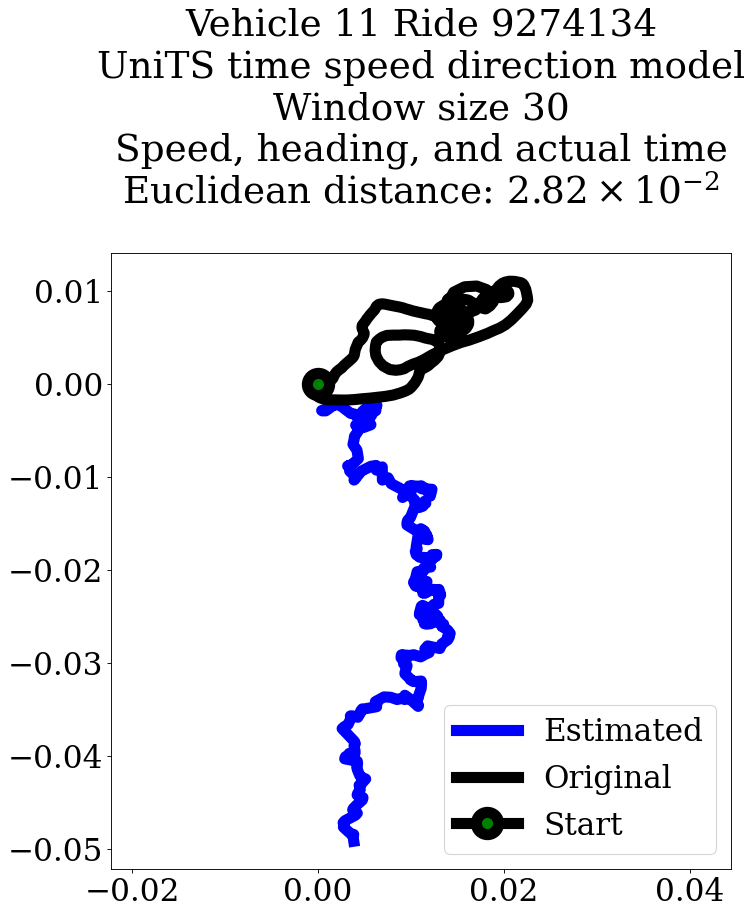 Vehicle 11 Ride 9274134
UniTS time speed direction model
Window size 30
Speed, heading, and actual time
Euclidean distance: 2.82 × 10⁻²
0.01
0.00
−0.01
−0.02
−0.03
−0.04
−0.05
−0.02
0.00
0.02
0.04
Estimated
Original
Start